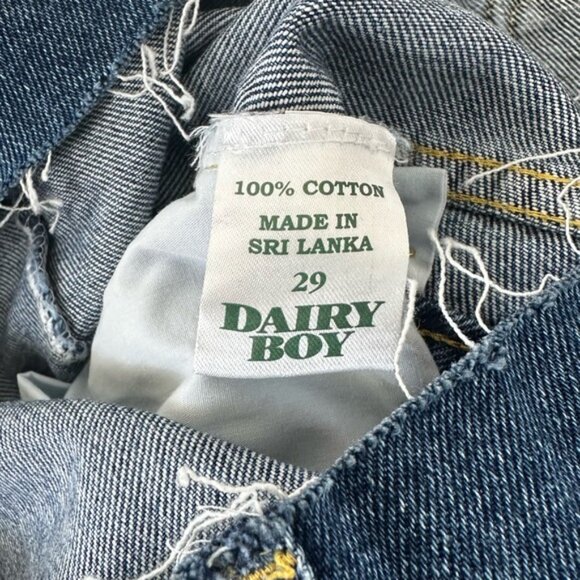 100% COTTON
MADE IN
SRI LANKA
29
DAIRY
BOY